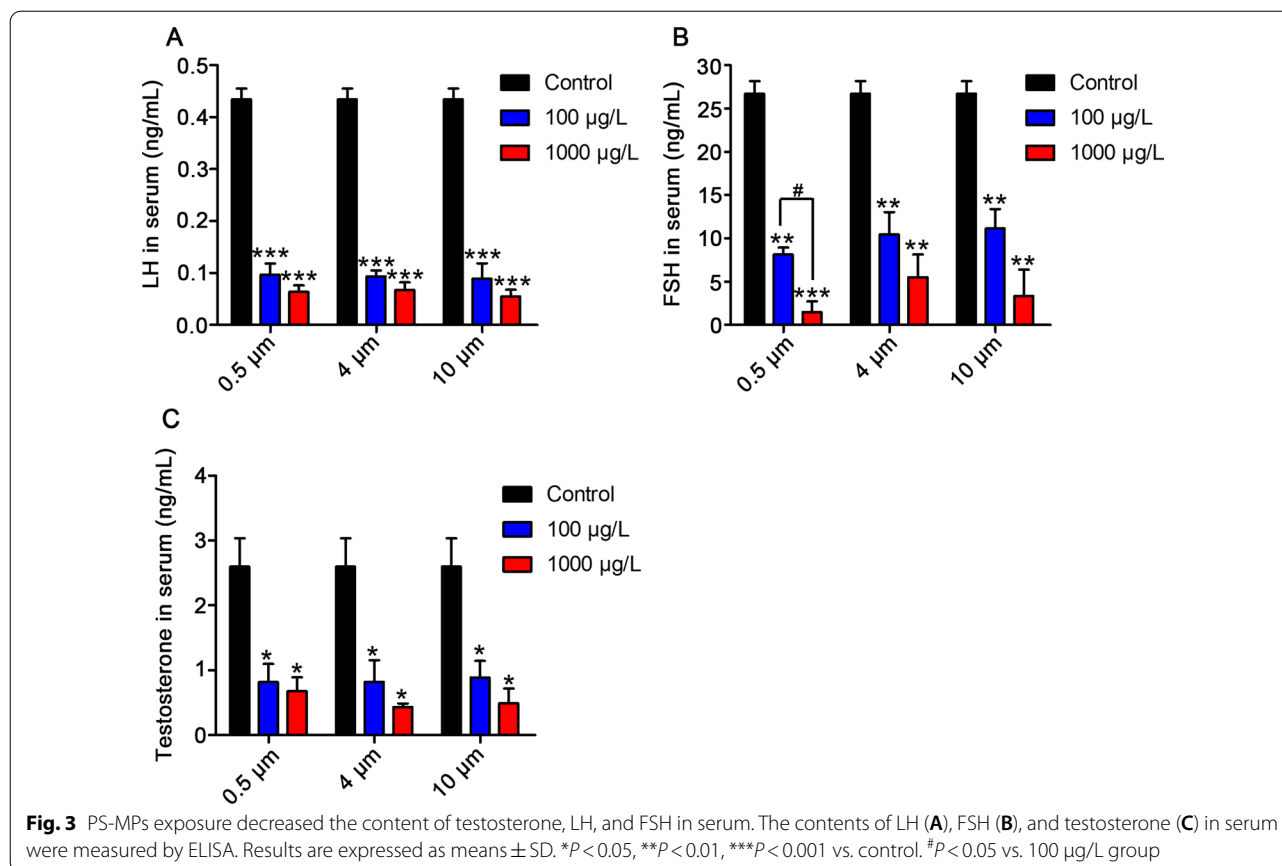 A
0.5
0.4
0.3
0.2
0.1
0.0
LH in serum (ng/mL)
Control
100 µg/L
1000 µg/L
*** ***
*** ***
*** ***
0.5 µm
4 µm
10 µm
B
30
25
20
15
10
5
0
FSH in serum (ng/mL)
Control
100 µg/L
1000 µg/L
#
** ***
** **
** **
0.5 µm
4 µm
10 µm
C
4
3
2
1
0
Testosterone in serum (ng/mL)
Control
100 µg/L
1000 µg/L
* *
* *
* *
0.5 µm
4 µm
10 µm
Fig. 3 PS-MPs exposure decreased the content of testosterone, LH, and FSH in serum. The contents of LH (A), FSH (B), and testosterone (C) in serum
were measured by ELISA. Results are expressed as means ± SD. *P < 0.05, **P < 0.01, ***P < 0.001 vs. control. #P < 0.05 vs. 100 µg/L group